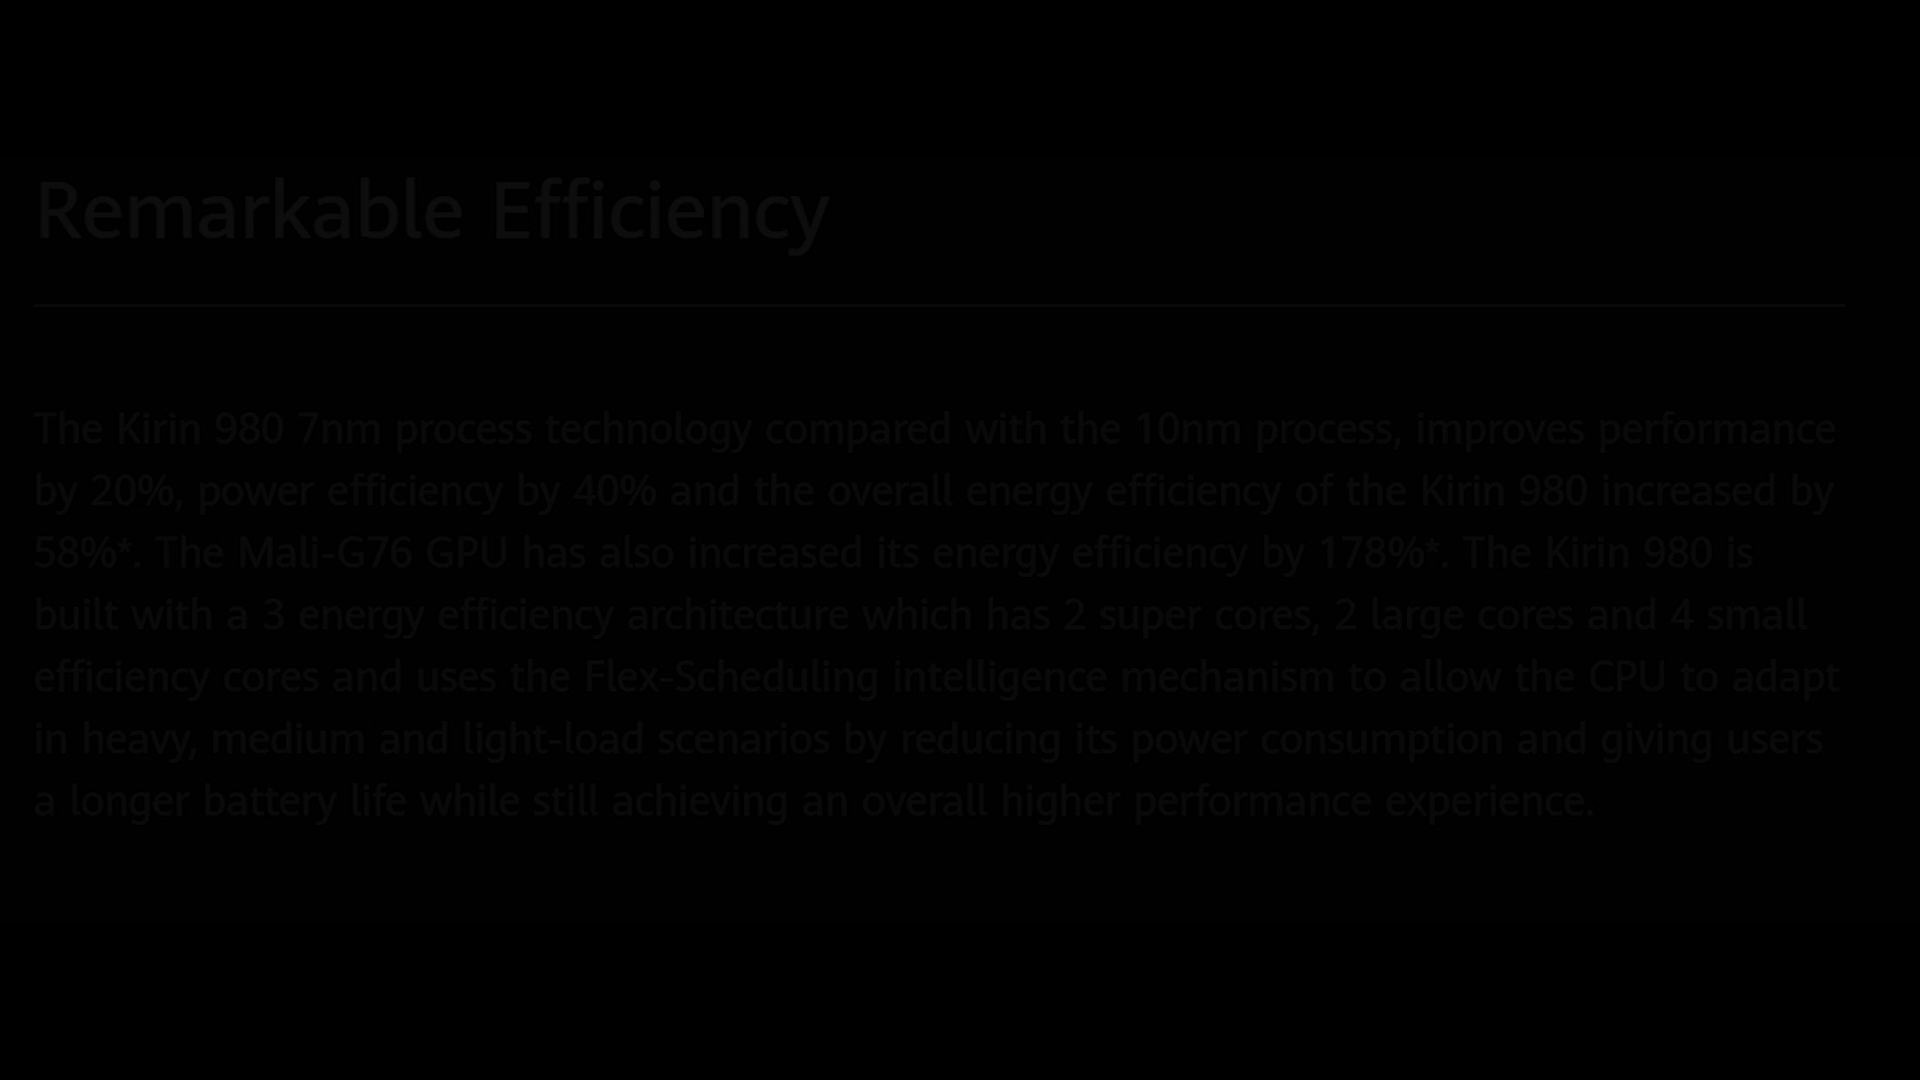 Remarkable Efficiency
The Kirin 980 7nm process technology compared with the 10nm process, improves performance
by 20%, power efficiency by 40% and the overall energy efficiency of the Kirin 980 increased by
58%*. The Mali-G76 GPU has also increased its energy efficiency by 178%*. The Kirin 980 is
built with a 3 energy efficiency architecture which has 2 super cores, 2 large cores and 4 small
efficiency cores and uses the Flex-Scheduling intelligence mechanism to allow the CPU to adapt
in heavy, medium and light-load scenarios by reducing its power consumption and giving users
a longer battery life while still achieving an overall higher performance experience.